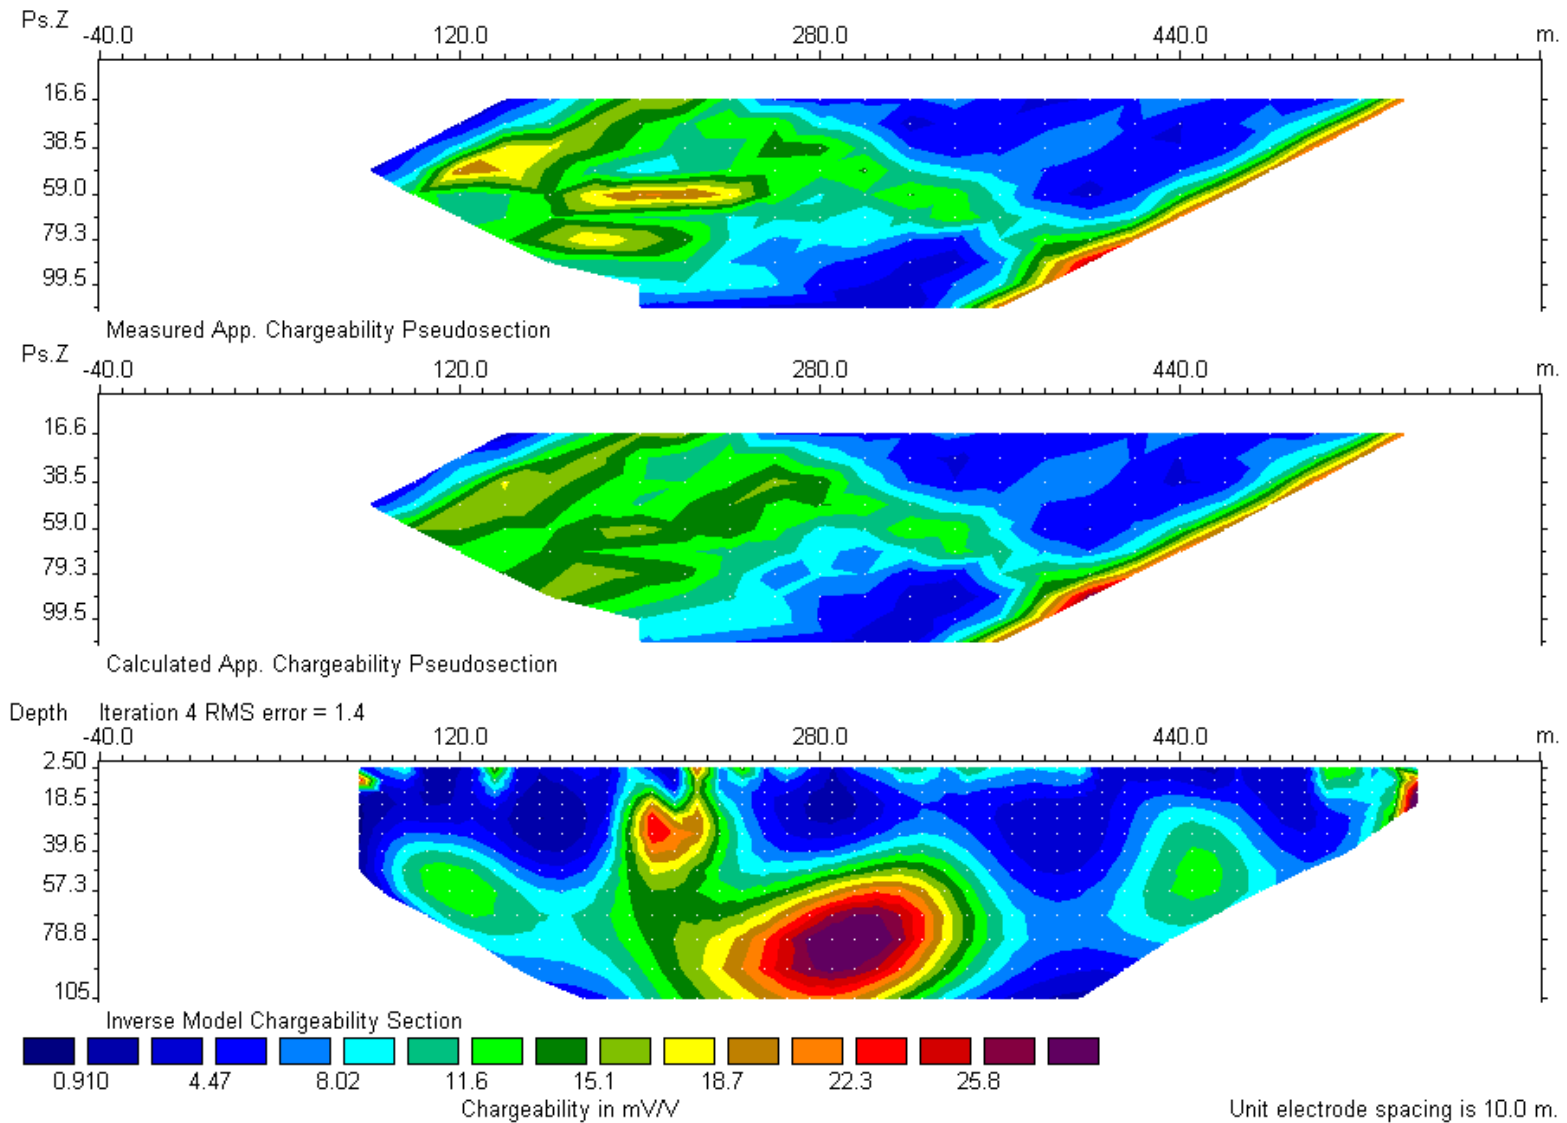 Ps.Z
-40.0 120.0 280.0 440.0 m.
16.6
38.5
59.0
79.3
99.5
Measured App. Chargeability Pseudosection
Ps.Z
-40.0 120.0 280.0 440.0 m.
16.6
38.5
59.0
79.3
99.5
Calculated App. Chargeability Pseudosection
Depth Iteration 4 RMS error = 1.4
-40.0 120.0 280.0 440.0 m.
2.50
18.5
39.6
57.3
78.8
105.
Inverse Model Chargeability Section
0.910 4.47 8.02 11.6 15.1 18.7 22.3 25.8
Chargeability in mV/V Unit electrode spacing is 10.0 m.